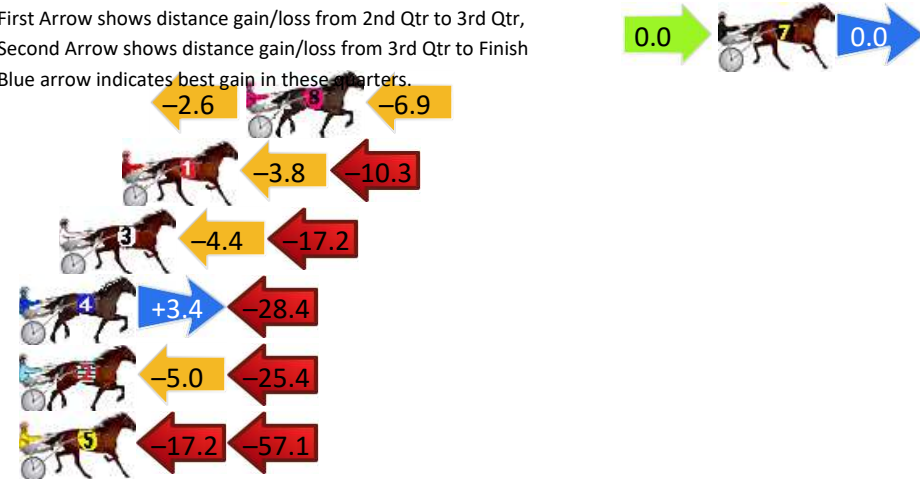 First Arrow shows distance gain/loss from 2nd Qtr to 3rd Qtr,
Second Arrow shows distance gain/loss from 3rd Qtr to Finish
Blue arrow indicates best gain in these quarters.
0.0 7 0.0
−2.6 8 −6.9
1 −3.8 −10.3
3 −4.4 −17.2
4 +3.4 −28.4
2 −5.0 −25.4
5 −17.2 −57.1